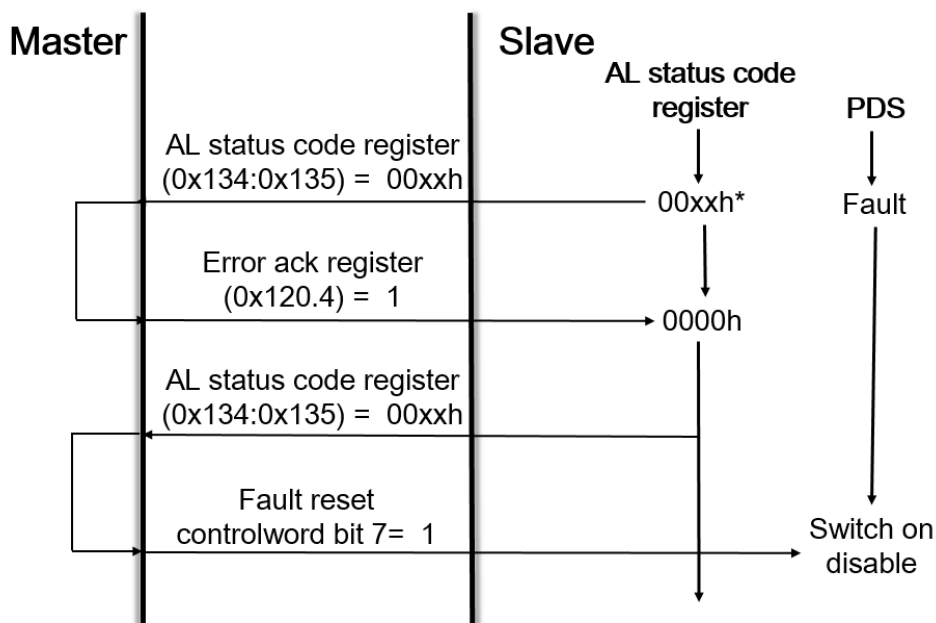 Master
Slave
AL status code
register
PDS
AL status code register
(0x134:0x135) = 00xxh
00xxh*
Fault
Error ack register
(0x120.4) = 1
0000h
AL status code register
(0x134:0x135) = 00xxh
Fault reset
controlword bit 7= 1
Switch on
disable